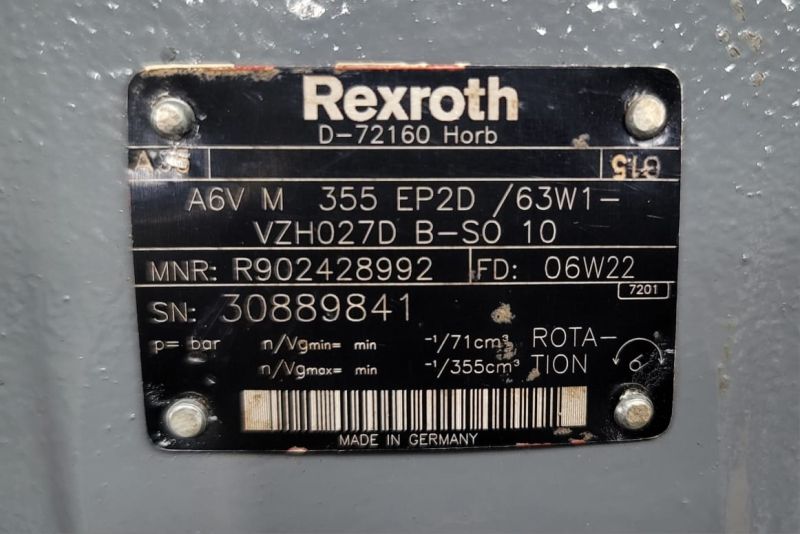 Rexroth
D-72160 Horb
A6V M 355 EP2D /63W1-
VZH027D B-SO 10
MNR: R902428992 FD: 06W22
7201
SN: 30889841
p= bar n/Vgmin= min -1/71cm³ ROTA-
n/Vgmax= min -1/355cm³ TION
MADE IN GERMANY